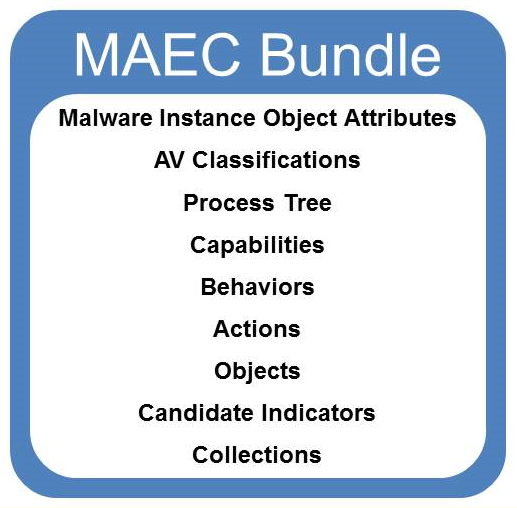 MAEC Bundle
Malware Instance Object Attributes
AV Classifications
Process Tree
Capabilities
Behaviors
Actions
Objects
Candidate Indicators
Collections